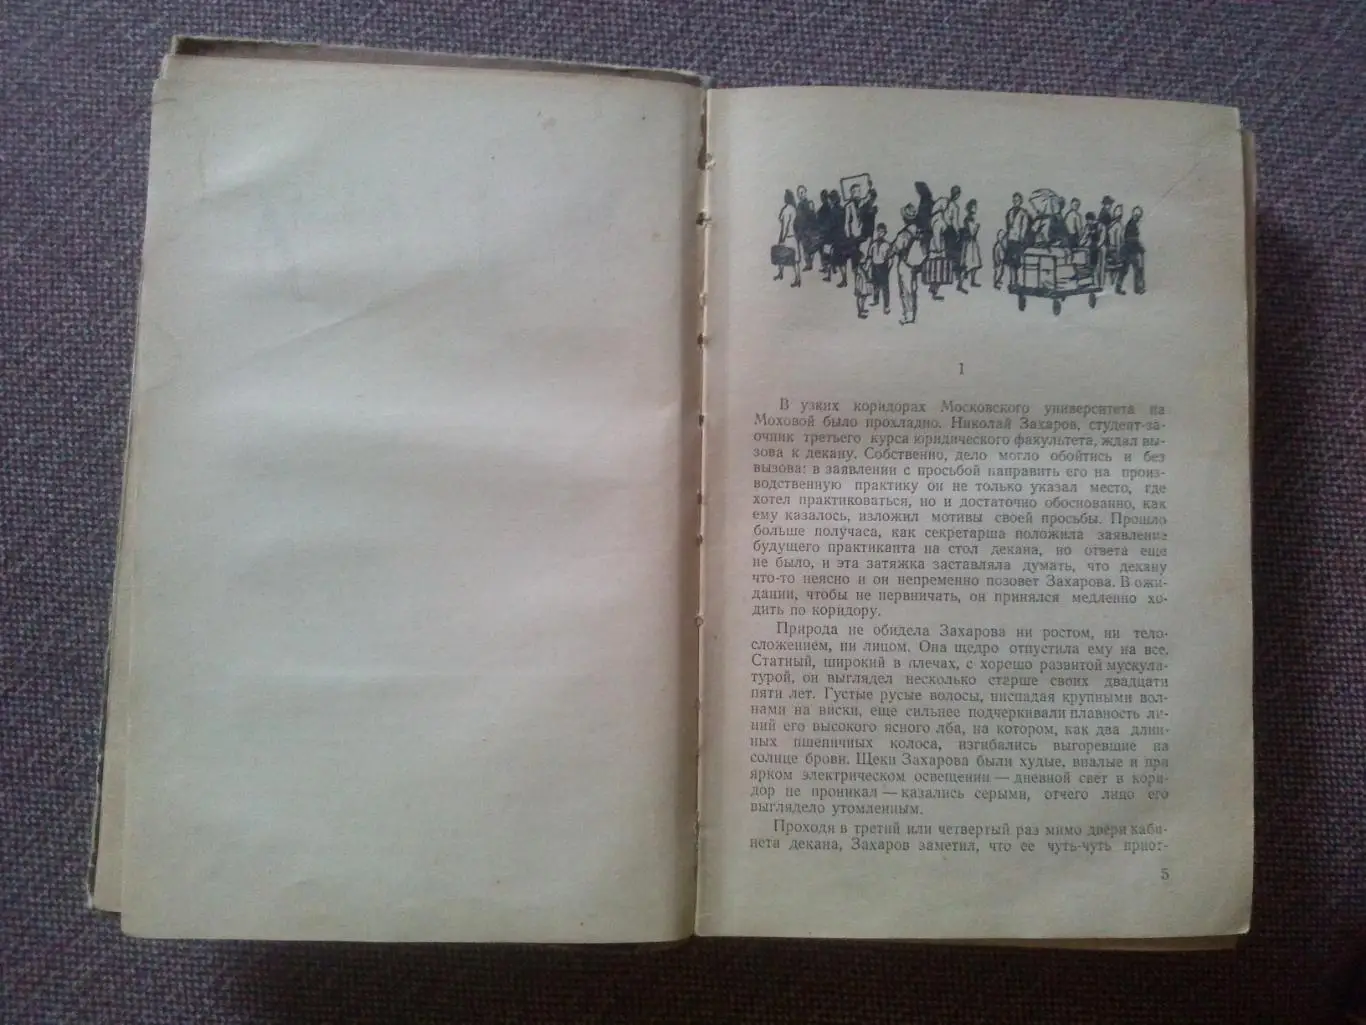 1
В узких коридорах Московского университета на
Моховой было прохладно. Николай Захаров, студент-за-
очник третьего курса юридического факультета, ждал вы-
зова к декану. Собственно, дело могло обойтись и без
вызова: в заявлении с просьбой направить его на произ-
водственную практику он не только указал место, где
хотел практиковаться, но и достаточно обоснованно, как
ему казалось, изложил мотивы своей просьбы. Прошло
больше получаса, как секретарша положила заявление
будущего практиканта на стол декана, но ответа еще
не было, и эта затяжка заставляла думать, что декану
что-то неясно и он непременно позовет Захарова. В ожи-
дании, чтобы не нервничать, он принялся медленно хо-
дить по коридору.
Природа не обидела Захарова ни ростом, ни тело-
сложением, ни лицом. Она щедро отпустила ему на все.
Статный, широкий в плечах, с хорошо развитой мускула-
турой, он выглядел несколько старше своих двадцати
пяти лет. Густые русые волосы, ниспадая крупными вол-
нами на виски, еще сильнее подчеркивали плавность ли-
ний его высокого ясного лба, на котором, как два длин-
ных пшеничных колоса, изгибались выгоревшие на
солнце брови. Щеки Захарова были худые, впалые и при
ярком электрическом освещении — дневной свет в кори-
дор не проникал — казались серыми, отчего лицо его
выглядело утомленным.
Проходя в третий или четвертый раз мимо двери каби-
нета декана, Захаров заметил, что ее чуть-чуть приот-
5